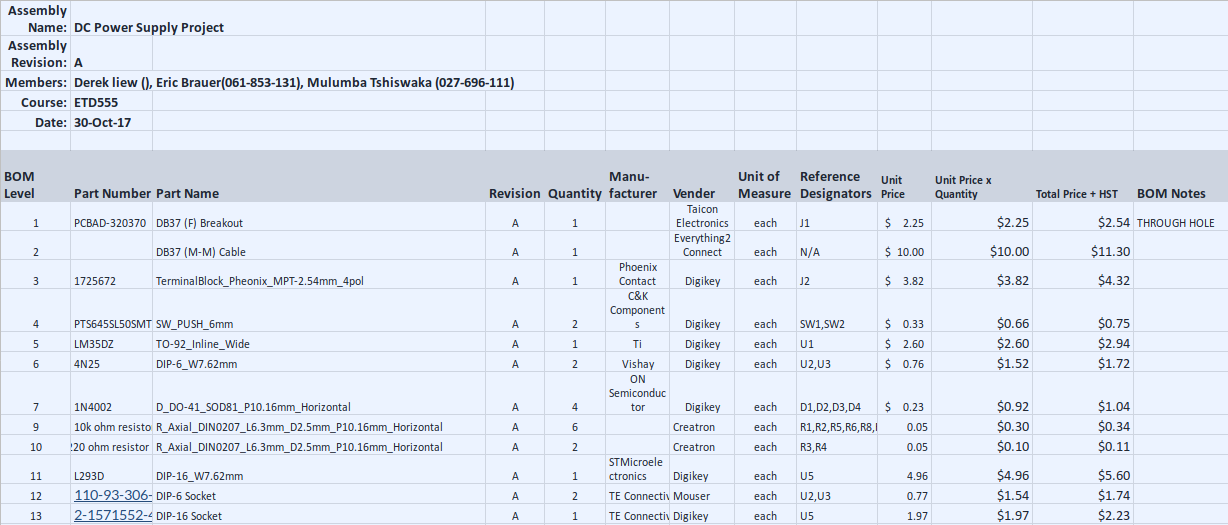 Assembly
Name: DC Power Supply Project
Assembly
Revision: A
Members: Derek liew (), Eric Brauer(061-853-131), Mulumba Tshiswaka (027-696-111)
Course: ETD555
Date: 30-Oct-17
BOM Level Part Number Part Name Revision Quantity Manu-facturer Vender Unit of Measure Reference Designators Unit Price Unit Price x Quantity Total Price + HST BOM Notes
1 PCBAD-320370 DB37 (F) Breakout A 1 Taicon Electronics each J1 $ 2.25 $2.25 $2.54 THROUGH HOLE
2 DB37 (M-M) Cable A 1 Everything2 Connect each N/A $ 10.00 $10.00 $11.30
3 1725672 TerminalBlock_Pheonix_MPT-2.54mm_4pol A 1 Phoenix Contact Digikey each J2 $ 3.82 $3.82 $4.32
4 PTS645SL50SMT SW_PUSH_6mm A 2 C&K Component s Digikey each SW1,SW2 $ 0.33 $0.66 $0.75
5 LM35DZ TO-92_Inline_Wide A 1 Ti Digikey each U1 $ 2.60 $2.60 $2.94
6 4N25 DIP-6_W7.62mm A 2 Vishay Digikey each U2,U3 $ 0.76 $1.52 $1.72
7 1N4002 D_DO-41_SOD81_P10.16mm_Horizontal A 4 ON Semiconduc tor Digikey each D1,D2,D3,D4 $ 0.23 $0.92 $1.04
9 10k ohm resisto R_Axial_DIN0207_L6.3mm_D2.5mm_P10.16mm_Horizontal A 6 Creatron each R1,R2,R5,R6,R8, 0.05 $0.30 $0.34
10 220 ohm resistor R_Axial_DIN0207_L6.3mm_D2.5mm_P10.16mm_Horizontal A 2 Creatron each R3,R4 0.05 $0.10 $0.11
11 L293D DIP-16_W7.62mm A 1 STMicroele ctronics Digikey each U5 4.96 $4.96 $5.60
12 110-93-306- DIP-6 Socket A 2 TE Connectiv Mouser each U2,U3 0.77 $1.54 $1.74
13 2-1571552-4 DIP-16 Socket A 1 TE Connectiv Digikey each U5 1.97 $1.97 $2.23